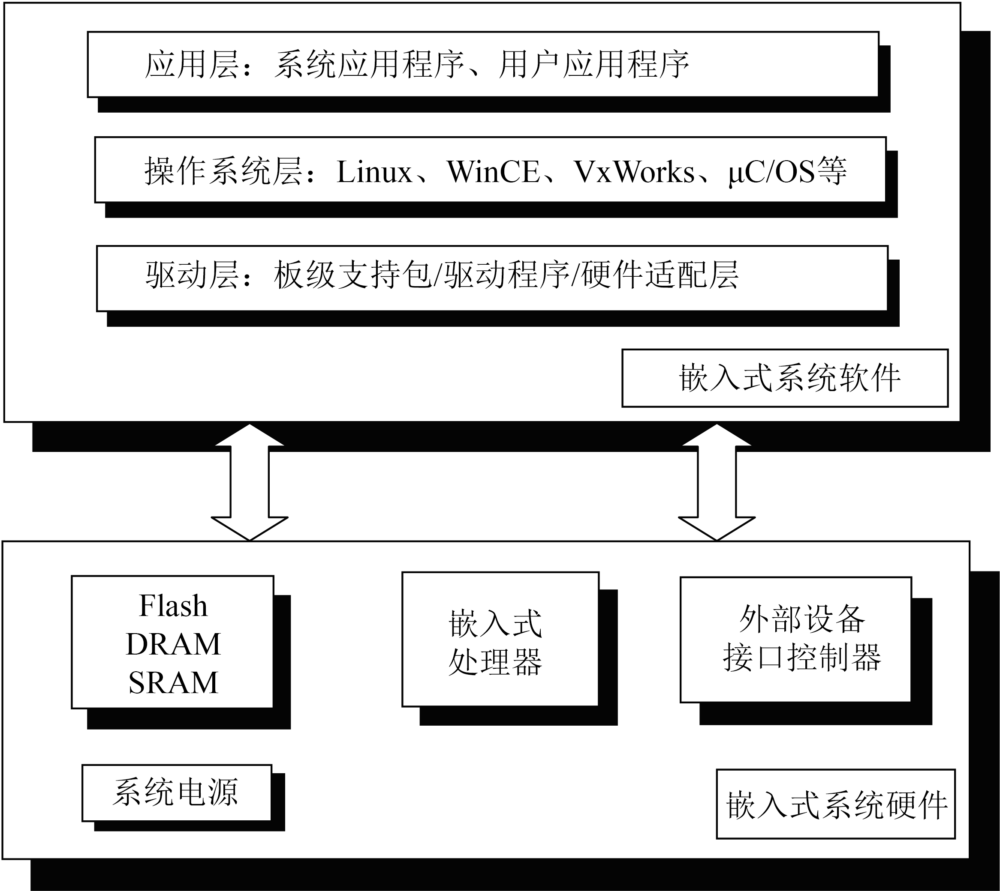 应用层：系统应用程序、用户应用程序
操作系统层：Linux、WinCE、VxWorks、μC/OS等
驱动层：板级支持包/驱动程序/硬件适配层
嵌入式系统软件
Flash
DRAM
SRAM
嵌入式
处理器
外部设备
接口控制器
系统电源
嵌入式系统硬件